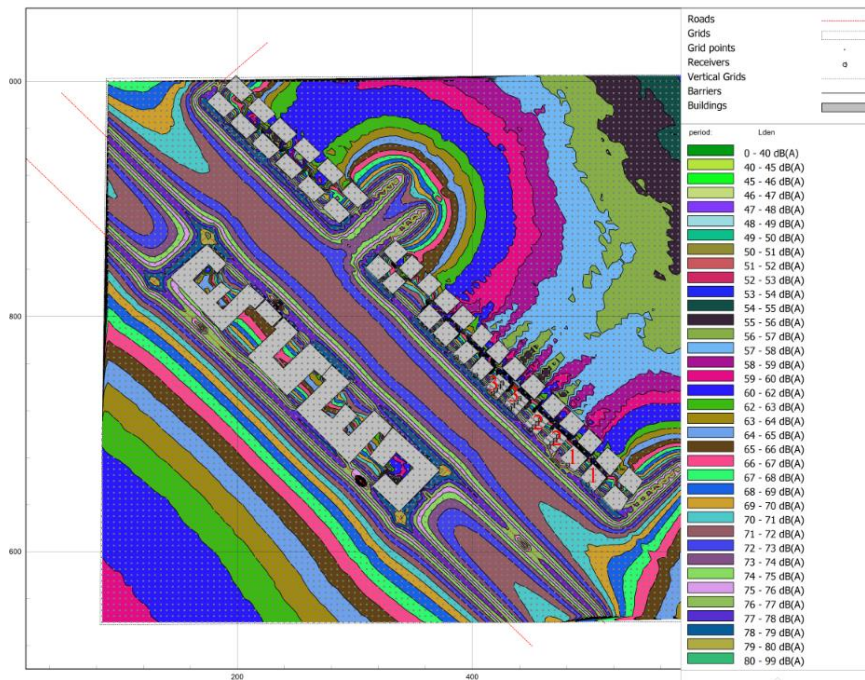 Roads
Grids
Grid points
Receivers
Vertical Grids
Barriers
Buildings
period: Lden
0 - 40 dB(A)
40 - 45 dB(A)
45 - 46 dB(A)
46 - 47 dB(A)
47 - 48 dB(A)
48 - 49 dB(A)
49 - 50 dB(A)
50 - 51 dB(A)
51 - 52 dB(A)
52 - 53 dB(A)
53 - 54 dB(A)
54 - 55 dB(A)
55 - 56 dB(A)
56 - 57 dB(A)
57 - 58 dB(A)
58 - 59 dB(A)
59 - 60 dB(A)
60 - 62 dB(A)
62 - 63 dB(A)
63 - 64 dB(A)
64 - 65 dB(A)
65 - 66 dB(A)
66 - 67 dB(A)
67 - 68 dB(A)
68 - 69 dB(A)
69 - 70 dB(A)
70 - 71 dB(A)
71 - 72 dB(A)
72 - 73 dB(A)
73 - 74 dB(A)
74 - 75 dB(A)
75 - 76 dB(A)
76 - 77 dB(A)
77 - 78 dB(A)
78 - 79 dB(A)
79 - 80 dB(A)
80 - 99 dB(A)
000
800
600
3
3
2
2
1
1
200
400